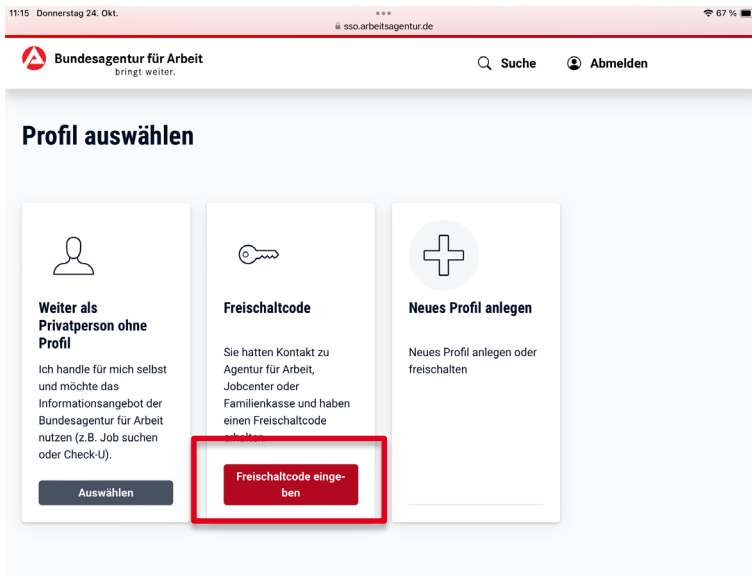 11:15 Donnerstag 24. Okt.
67 %
sso.arbeitsagentur.de
Bundesagentur für Arbeit
bringt weiter.
Suche
Abmelden
Profil auswählen
Weiter als
Privatperson ohne
Profil
Ich handle für mich selbst
und möchte das
Informationsangebot der
Bundesagentur für Arbeit
nutzen (z.B. Job suchen
oder Check-U).
Auswählen
Freischaltcode
Sie hatten Kontakt zu
Agentur für Arbeit,
Jobcenter oder
Familienkasse und haben
einen Freischaltcode
erhalten.
Freischaltcode einge-
ben
Neues Profil anlegen
Neues Profil anlegen oder
freischalten